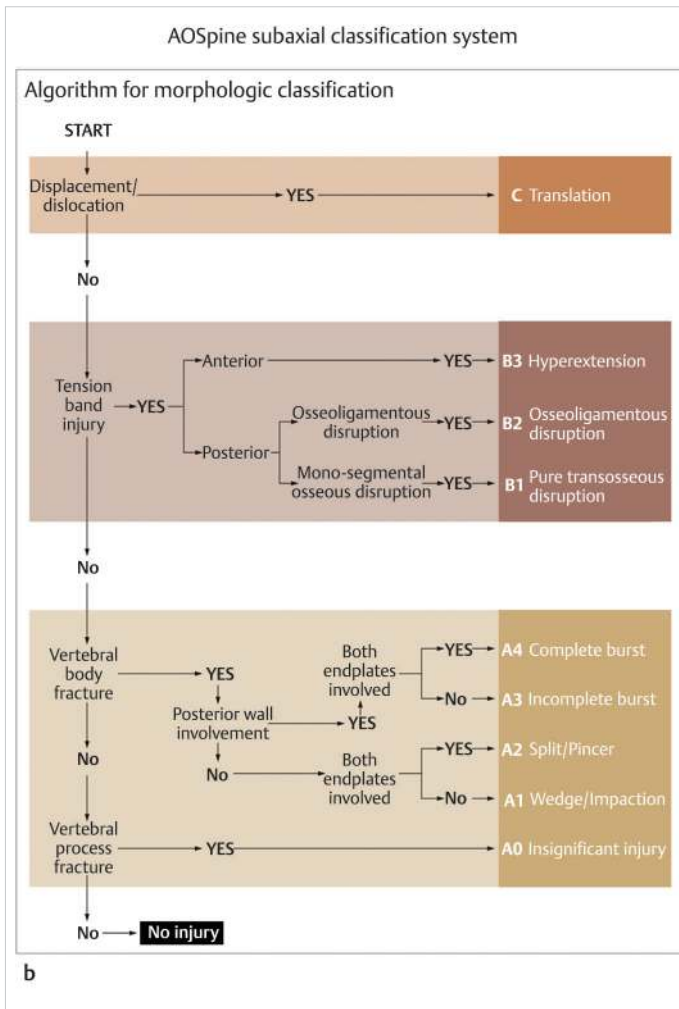 AOSpine subaxial classification system
Algorithm for morphologic classification
START
Displacement/
dislocation
YES
C Translation
No
Tension
band
injury
YES
Anterior
YES
B3 Hyperextension
Posterior
Osseoligamentous
disruption
YES
B2 Osseoligamentous
disruption
Mono-segmental
osseous disruption
YES
B1 Pure transosseous
disruption
No
Vertebral
body
fracture
YES
Posterior wall
involvement
YES
Both
endplates
involved
YES
A4 Complete burst
No
A3 Incomplete burst
No
Both
endplates
involved
YES
A2 Split/Pincer
No
A1 Wedge/Impaction
No
Vertebral
process
fracture
YES
A0 Insignificant injury
No
No injury
b